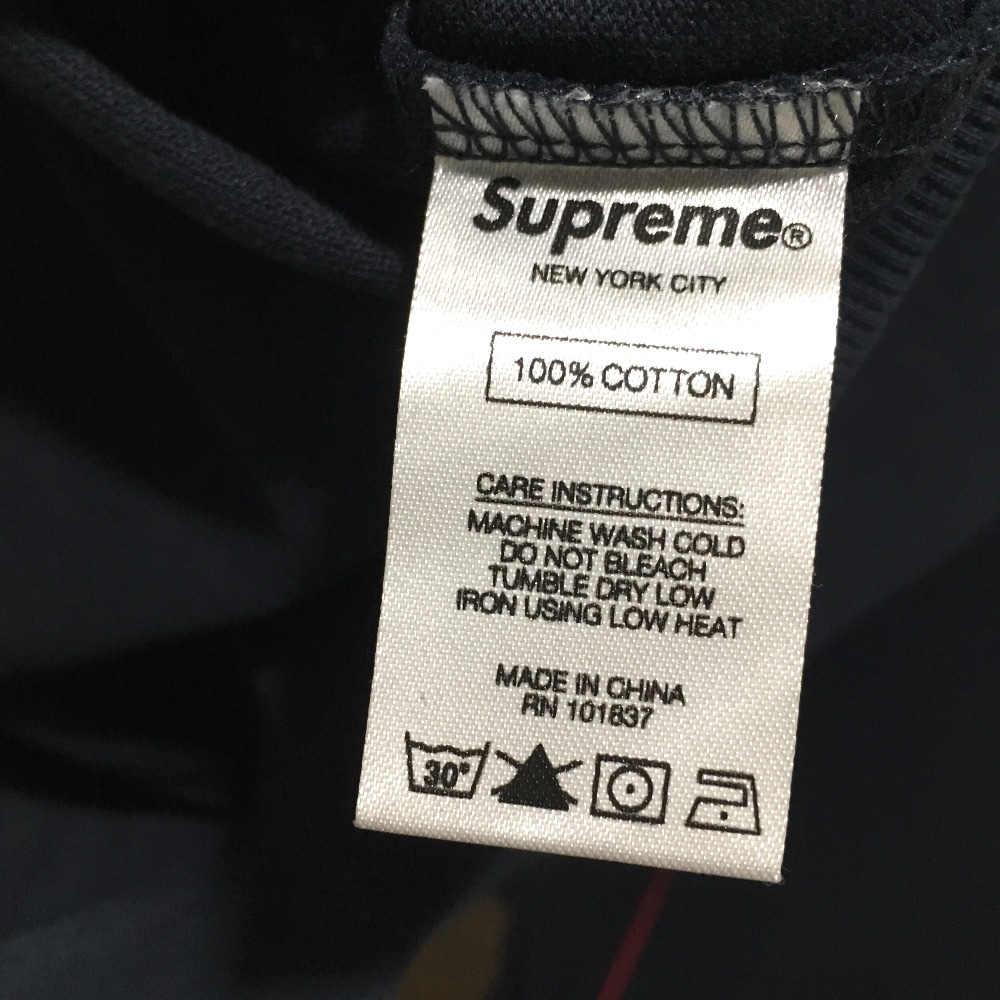 Supreme®
NEW YORK CITY
100% COTTON
CARE INSTRUCTIONS:
MACHINE WASH COLD
DO NOT BLEACH
TUMBLE DRY LOW
IRON USING LOW HEAT
MADE IN CHINA
RN 101837
30°